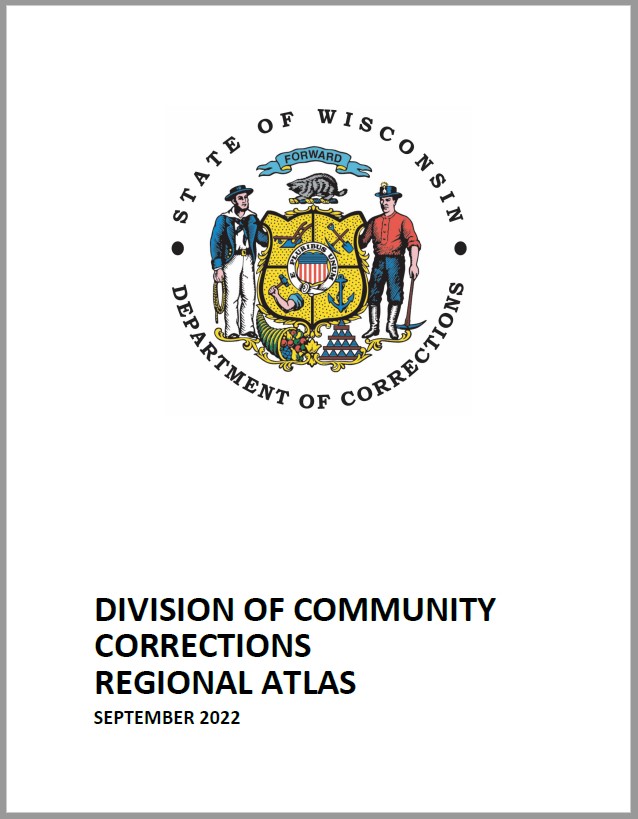 STATE OF WISCONSIN
FORWARD
E PLURIBUS UNUM
DEPARTMENT OF CORRECTIONS
DIVISION OF COMMUNITY
CORRECTIONS
REGIONAL ATLAS
SEPTEMBER 2022